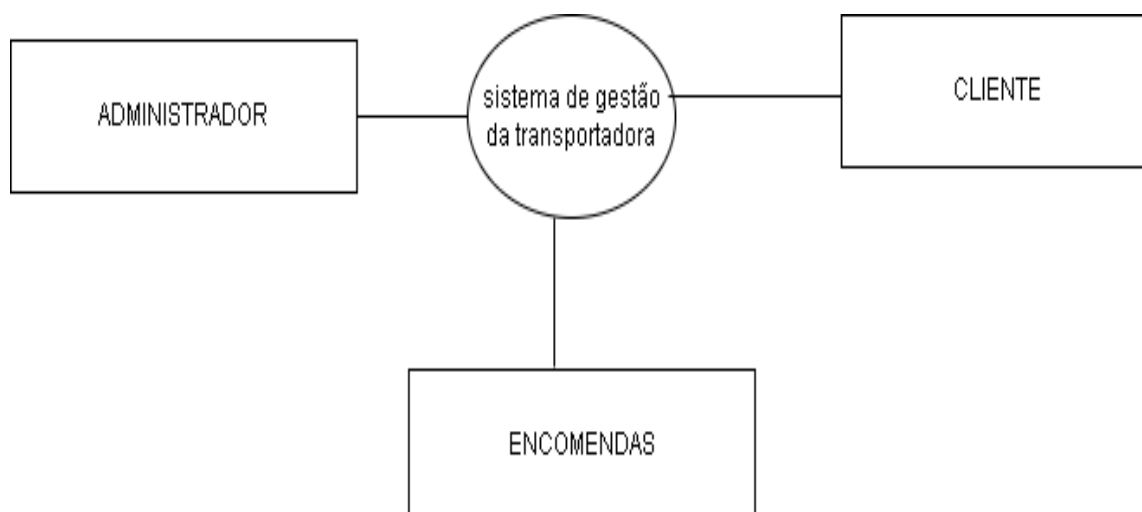 ADMINISTRADOR
sistema de gestão
da transportadora
CLIENTE
ENCOMENDAS